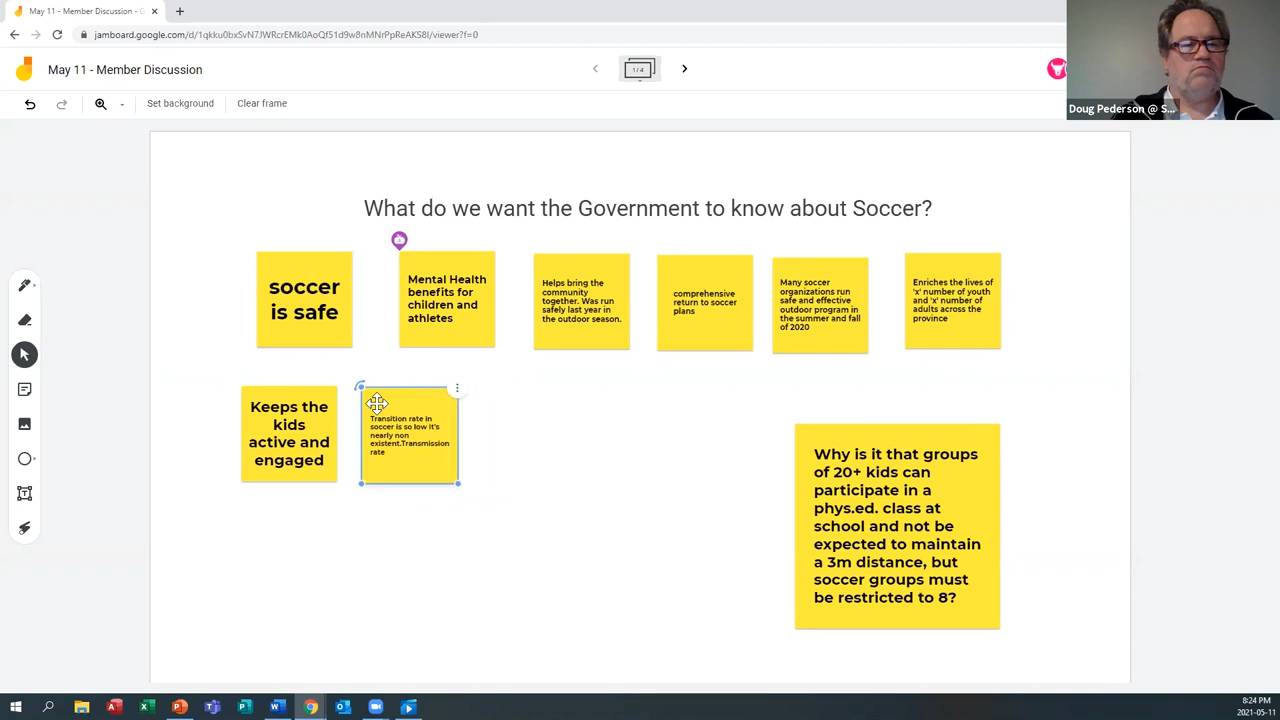 May 11 - Member Discussion - G
jamboard.google.com/d/1qkku0bxSvN7JWRcrEMk0AoQf51d9w8nMNrPpReAKS8I/viewer?f=0
May 11 - Member Discussion
1 / 4
Set background
Clear frame
Doug Pederson @ S...
What do we want the Government to know about Soccer?
soccer
is safe
Mental Health
benefits for
children and
athletes
Helps bring the
community
together. Was run
safely last year in
the outdoor season.
comprehensive
return to soccer
plans
Many soccer
organizations run
safe and effective
outdoor program in
the summer and fall
of 2020
Enriches the lives of
'x' number of youth
and 'x' number of
adults across the
province
Keeps the
kids
active and
engaged
Transition rate in
soccer is so low it's
nearly non
existent.Transmission
rate
Why is it that groups
of 20+ kids can
participate in a
phys.ed. class at
school and not be
expected to maintain
a 3m distance, but
soccer groups must
be restricted to 8?
8:24 PM
2021-05-11